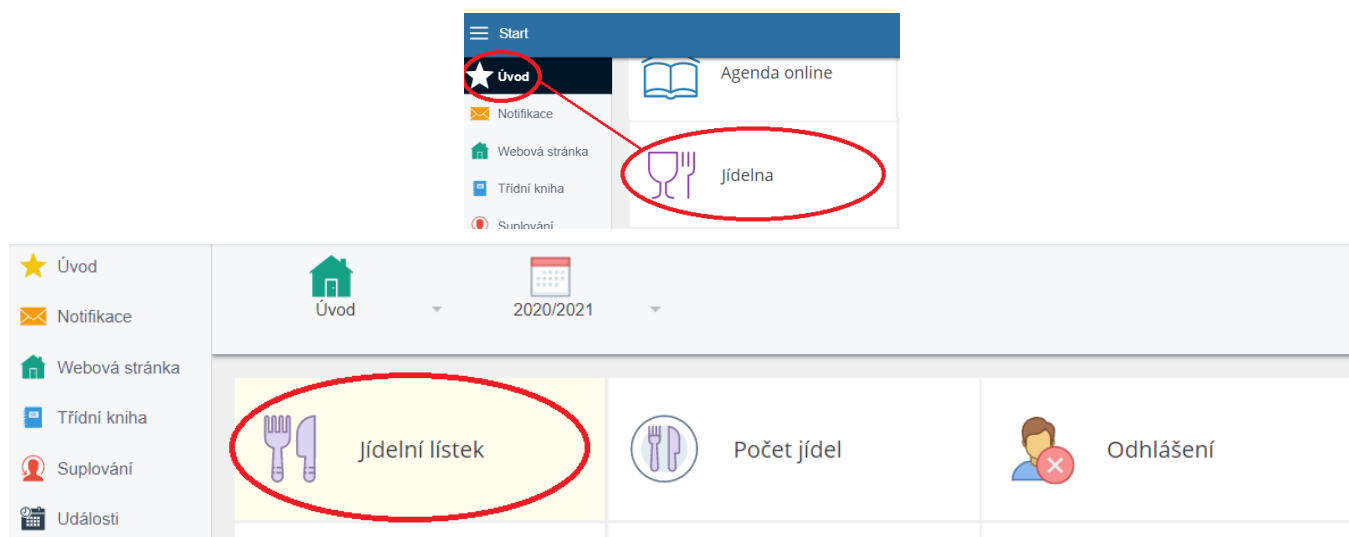 Start
Úvod
Agenda online
Notifikace
Webová stránka
Třídní kniha
Suplování
Jídelna
Úvod
Notifikace
Webová stránka
Třídní kniha
Suplování
Události
Úvod
2020/2021
Jídelní lístek
Počet jídel
Odhlášení